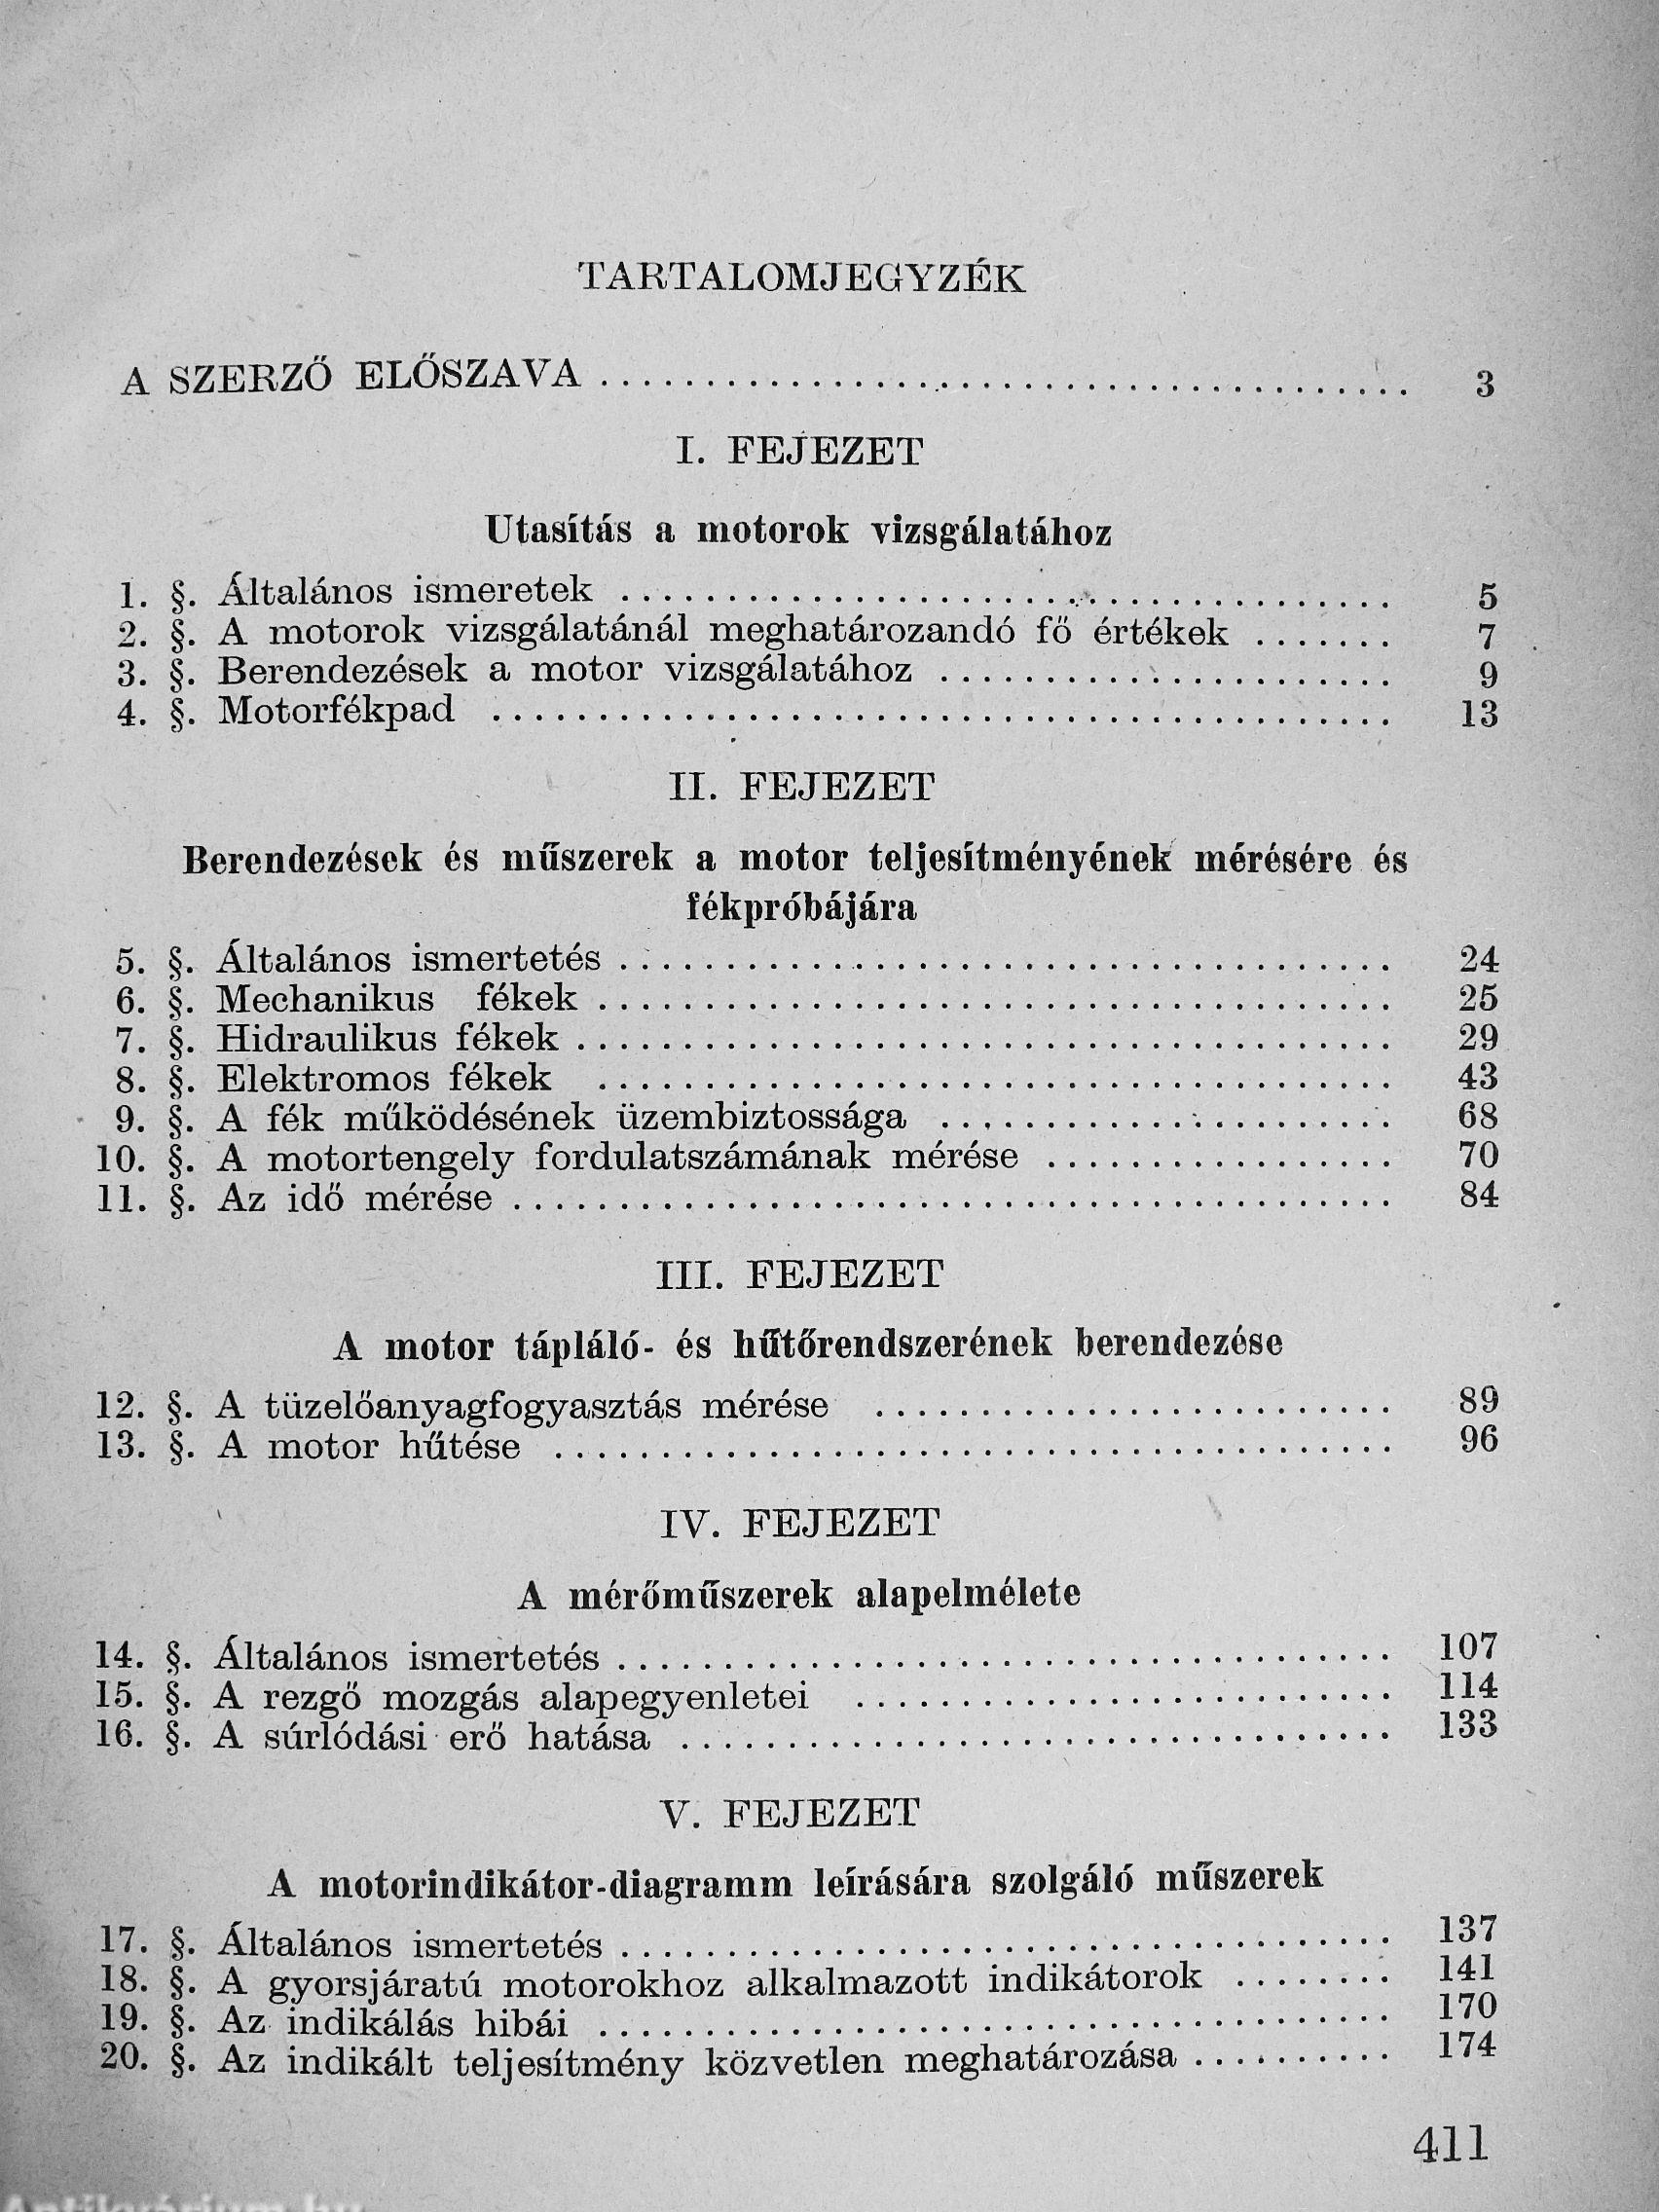 TARTALOMJEGYZÉK
A SZERZŐ ELŐSZAVA ........................................ 3
I. FEJEZET
Utasítás a motorok vizsgálatához
1. §. Általános ismeretek ..................................... 5
2. §. A motorok vizsgálatánál meghatározandó fő értékek ....... 7
3. §. Berendezések a motor vizsgálatához ...................... 9
4. §. Motorfékpad ........................................... 13
II. FEJEZET
Berendezések és műszerek a motor teljesítményének mérésére és
fékpróbájára
5. §. Általános ismertetés ..................................... 24
6. §. Mechanikus fékek ...................................... 25
7. §. Hidraulikus fékek ....................................... 29
8. §. Elektromos fékek ...................................... 43
9. §. A fék működésének üzembiztossága ...................... 68
10. §. A motortengely fordulatszámának mérése ................. 70
11. §. Az idő mérése .......................................... 84
III. FEJEZET
A motor tápláló- és hűtőrendszerének berendezése
12. §. A tüzelőanyagfogyasztás mérése ......................... 89
13. §. A motor hűtése ........................................ 96
IV. FEJEZET
A mérőműszerek alapelmélete
14. §. Általános ismertetés ..................................... 107
15. §. A rezgő mozgás alapegyenletei .......................... 114
16. §. A súrlódási erő hatása .................................. 133
V. FEJEZET
A motorindikátor-diagramm leírására szolgáló műszerek
17. §. Általános ismertetés ..................................... 137
18. §. A gyorsjáratú motorokhoz alkalmazott indikátorok ........ 141
19. §. Az indikálás hibái ...................................... 170
20. §. Az indikált teljesítmény közvetlen meghatározása .......... 174
411